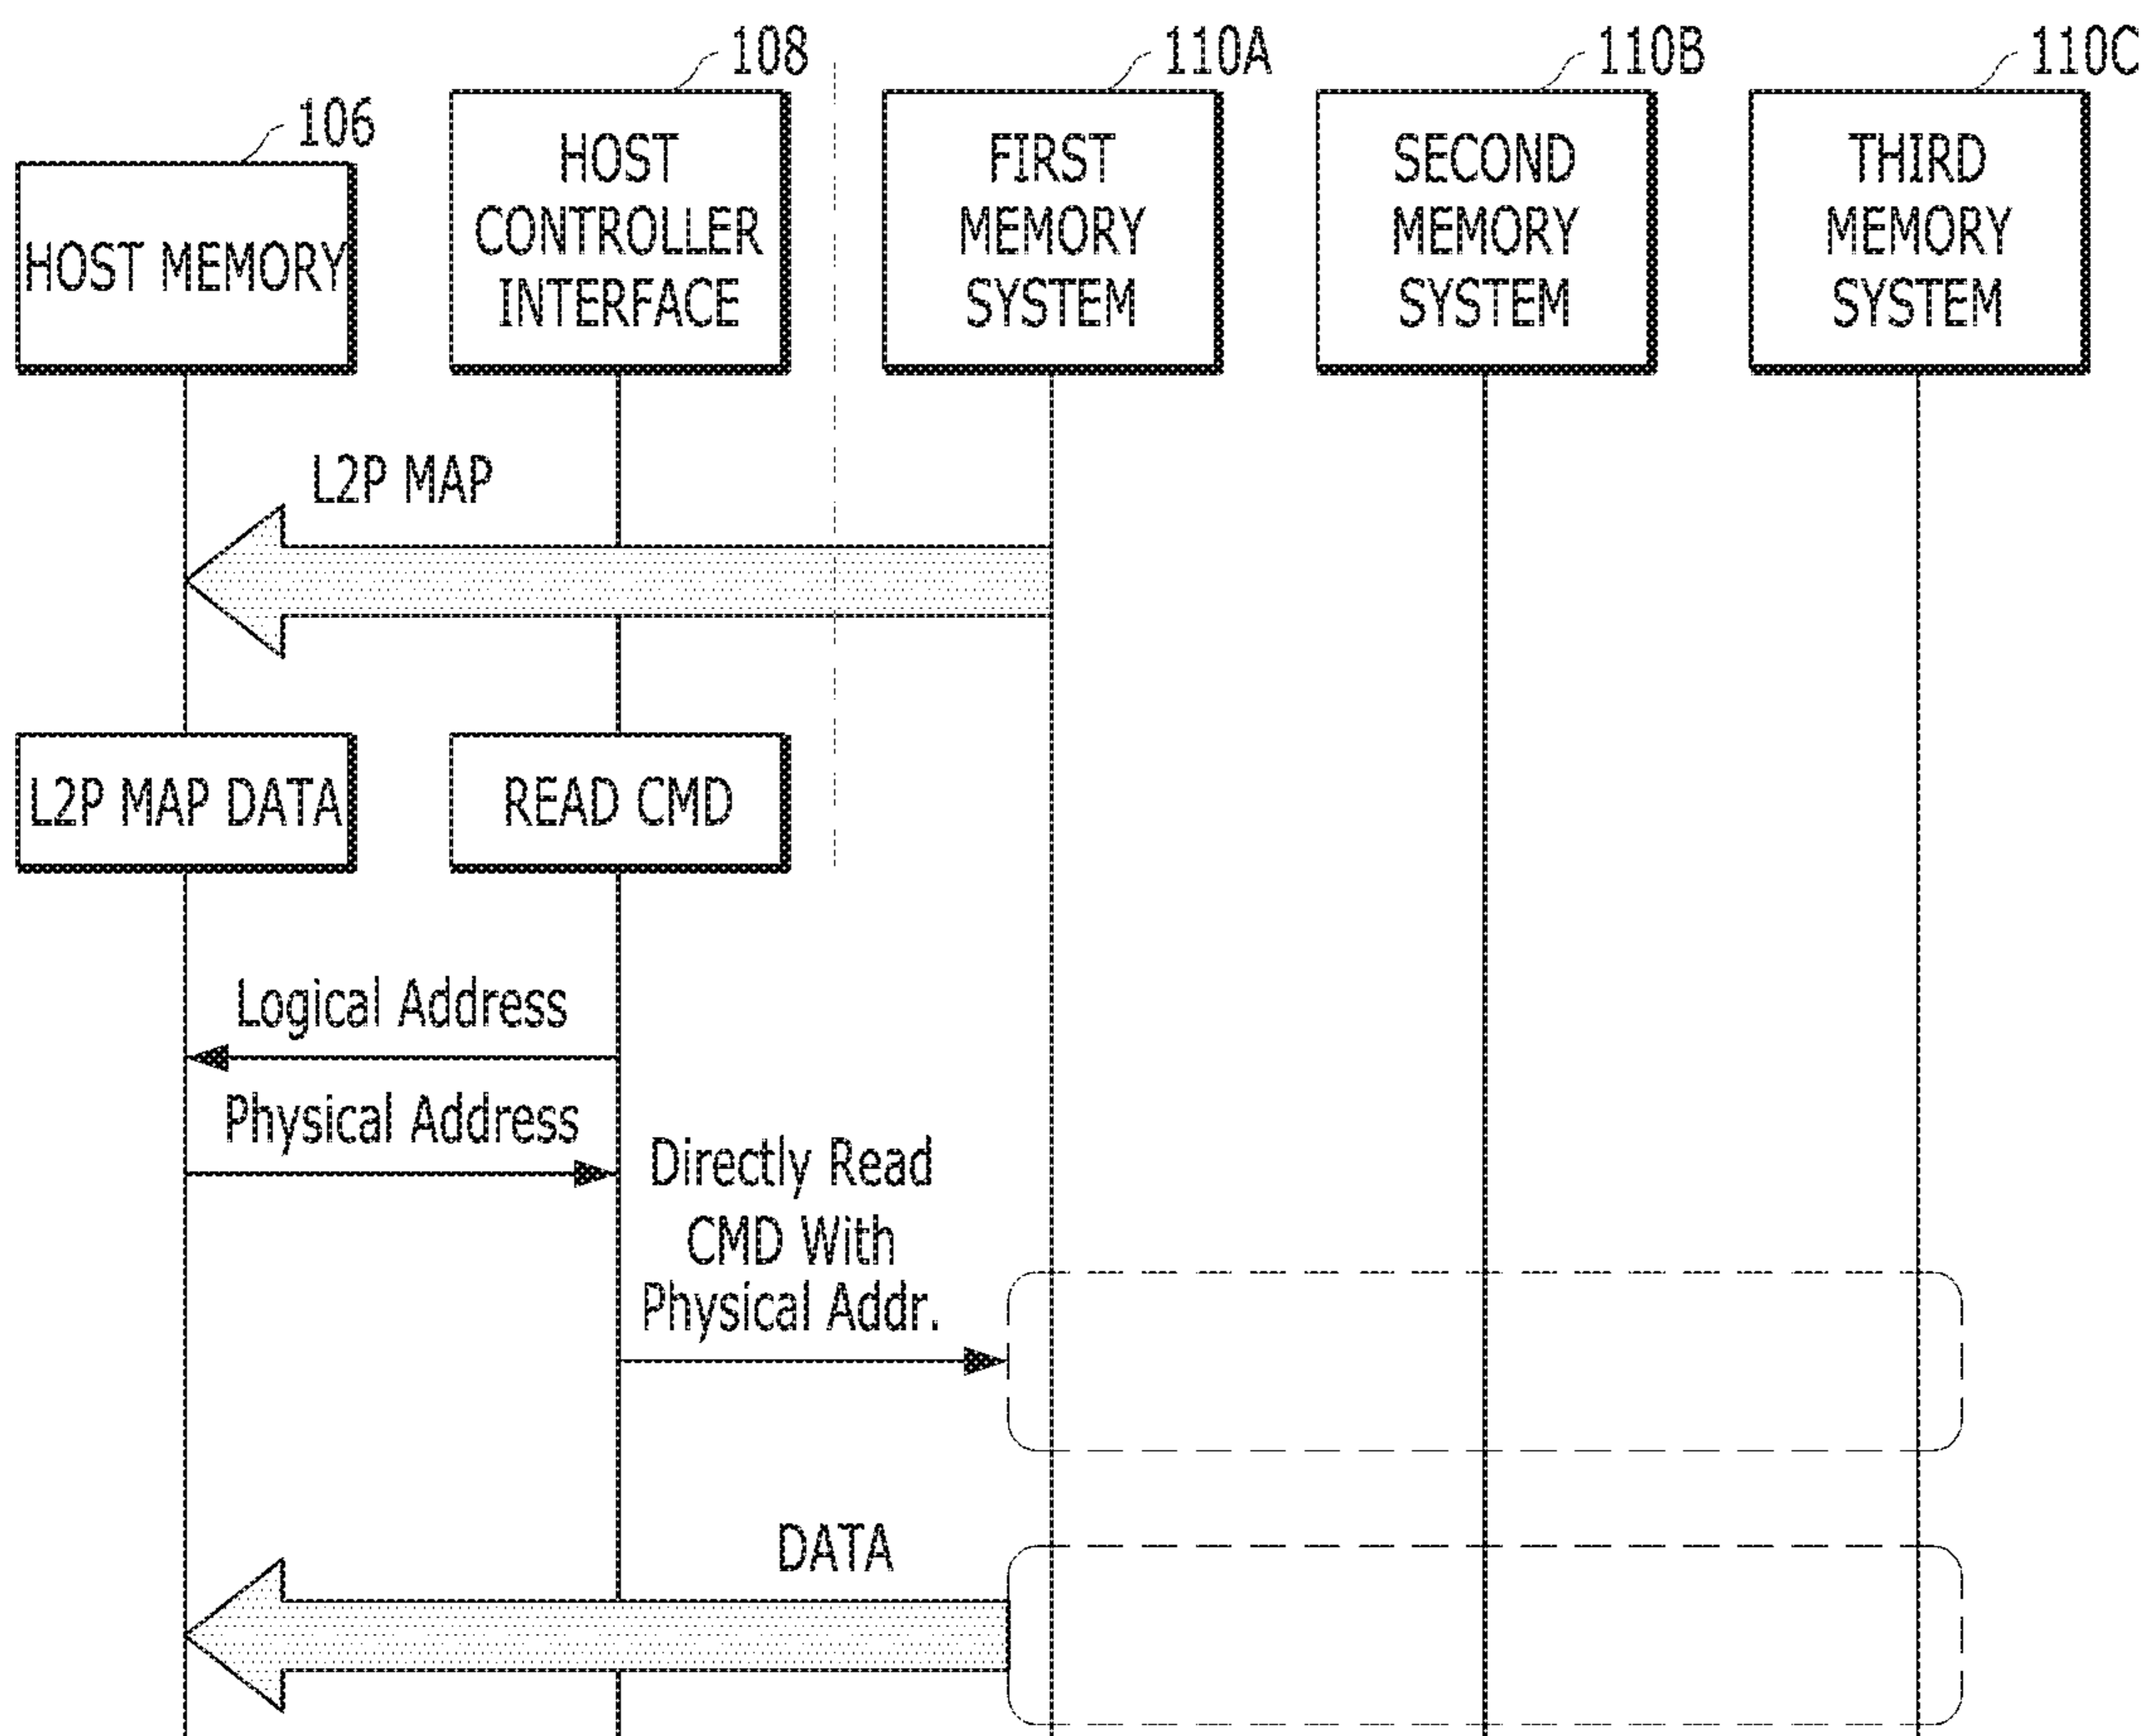 108
110A
110B
110C
106
HOST MEMORY
HOST
CONTROLLER
INTERFACE
FIRST
MEMORY
SYSTEM
SECOND
MEMORY
SYSTEM
THIRD
MEMORY
SYSTEM
L2P MAP
L2P MAP DATA
READ CMD
Logical Address
Physical Address
Directly Read
CMD With
Physical Addr.
DATA